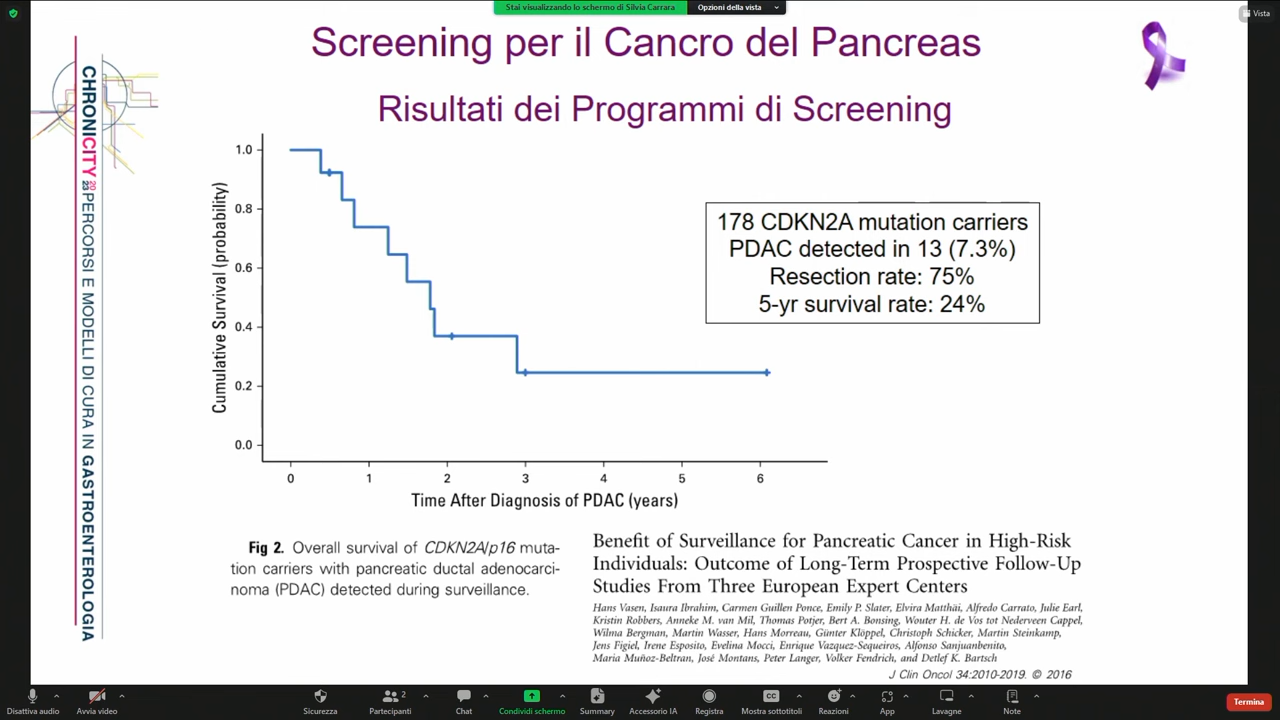 Stai visualizzando lo schermo di Silvia Carrara
Opzioni della vista
Vista
Screening per il Cancro del Pancreas
Risultati dei Programmi di Screening
CHRONICITY 2023 PERCORSI E MODELLI DI CURA IN GASTROENTEROLOGIA
Cumulative Survival (probability)
1.0
0.8
0.6
0.4
0.2
0.0
0 1 2 3 4 5 6
Time After Diagnosis of PDAC (years)
178 CDKN2A mutation carriers
PDAC detected in 13 (7.3%)
Resection rate: 75%
5-yr survival rate: 24%
Fig 2. Overall survival of CDKN2A/p16 muta-
tion carriers with pancreatic ductal adenocarci-
noma (PDAC) detected during surveillance.
Benefit of Surveillance for Pancreatic Cancer in High-Risk
Individuals: Outcome of Long-Term Prospective Follow-Up
Studies From Three European Expert Centers
Hans Vasen, Isaura Ibrahim, Carmen Guillen Ponce, Emily P. Slater, Elvira Matthäi, Alfredo Carrato, Julie Earl,
Kristin Robbers, Anneke M. van Mil, Thomas Potjer, Bert A. Bonsing, Wouter H. de Vos tot Nederveen Cappel,
Wilma Bergman, Martin Wasser, Hans Morreau, Günter Klöppel, Christoph Schicker, Martin Steinkamp,
Jens Figiel, Irene Esposito, Evelina Mocci, Enrique Vazquez-Sequeiros, Alfonso Sanjuanbenito,
Maria Muñoz-Beltran, José Montans, Peter Langer, Volker Fendrich, and Detlef K. Bartsch
J Clin Oncol 34:2010-2019. © 2016
Disattiva audio
Avvia video
Sicurezza
Partecipanti 2
Chat
Condividi schermo
Summary
Accessorio IA
Registra
Mostra sottotitoli
Reazioni
App
Lavagne
Note
Termina